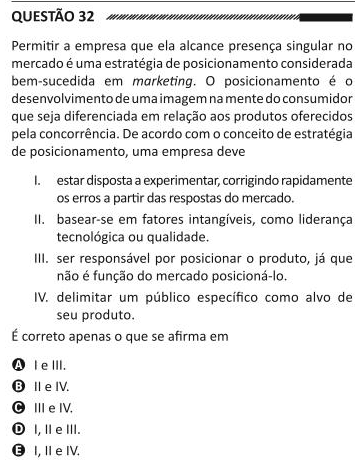 QUESTÃO 32
Permitir a empresa que ela alcance presença singular no
mercado é uma estratégia de posicionamento considerada
bem-sucedida em marketing. O posicionamento é o
desenvolvimento de uma imagem na mente do consumidor
que seja diferenciada em relação aos produtos oferecidos
pela concorrência. De acordo com o conceito de estratégia
de posicionamento, uma empresa deve
I. estar disposta a experimentar, corrigindo rapidamente
os erros a partir das respostas do mercado.
II. basear-se em fatores intangíveis, como liderança
tecnológica ou qualidade.
III. ser responsável por posicionar o produto, já que
não é função do mercado posicioná-lo.
IV. delimitar um público específico como alvo de
seu produto.
É correto apenas o que se afirma em
A I e III.
B II e IV.
C III e IV.
D I, II e III.
E I, II e IV.